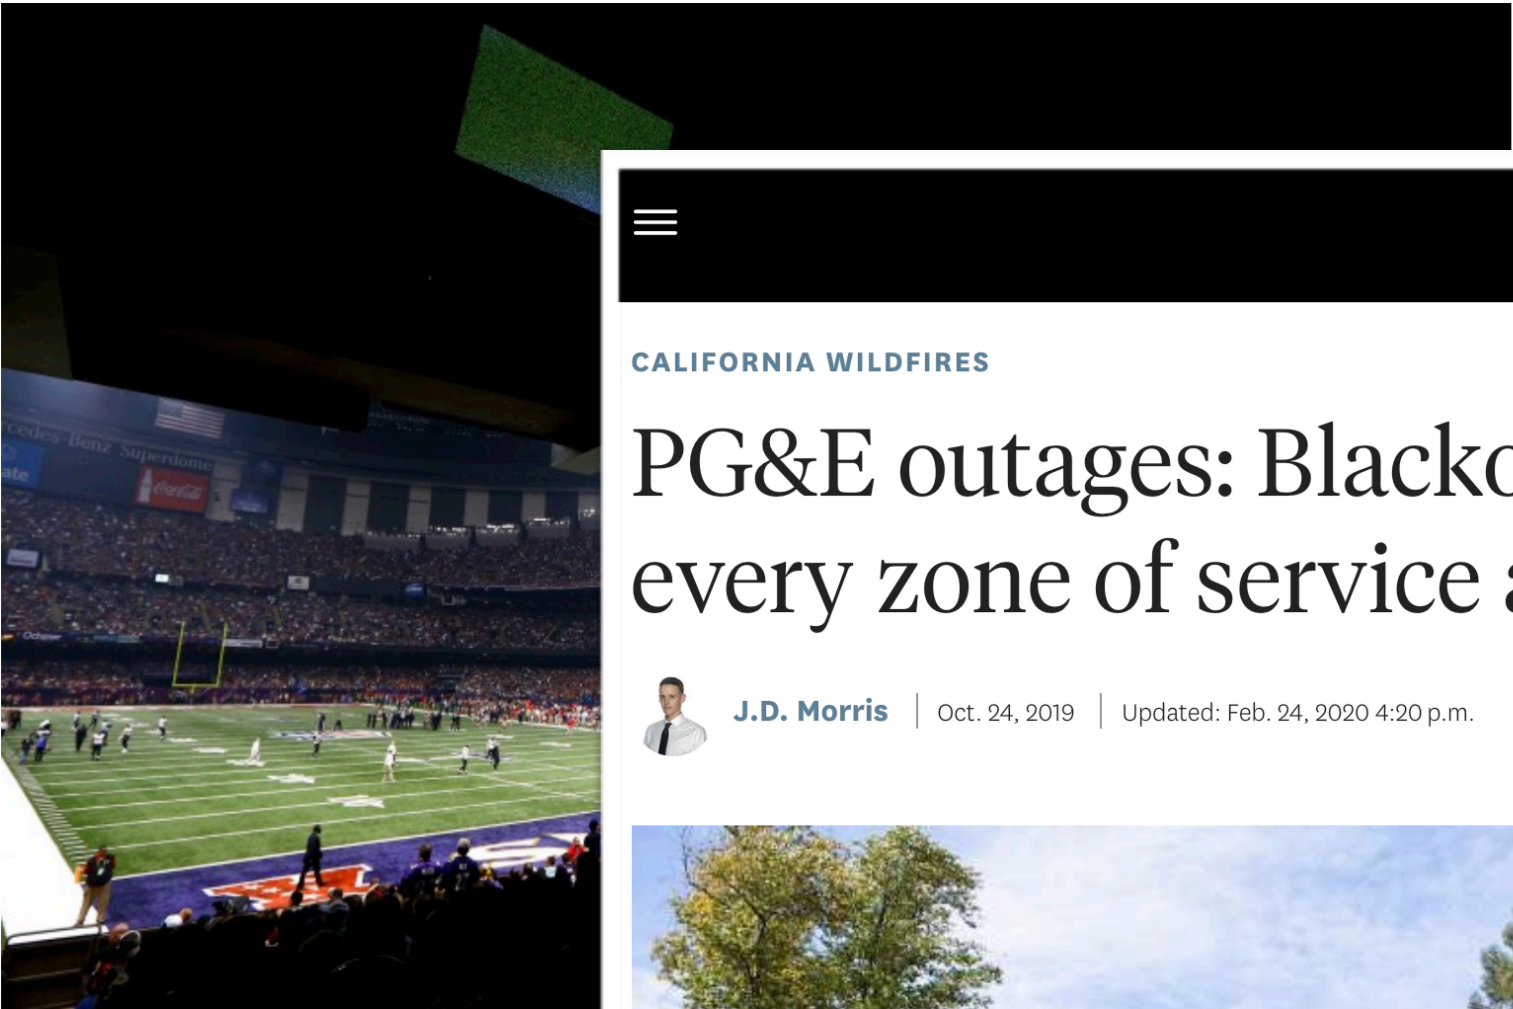 Mercedes-Benz Superdome
Coca-Cola
CALIFORNIA WILDFIRES
PG&E outages: Blacko
every zone of service a
J.D. Morris
Oct. 24, 2019
Updated: Feb. 24, 2020 4:20 p.m.